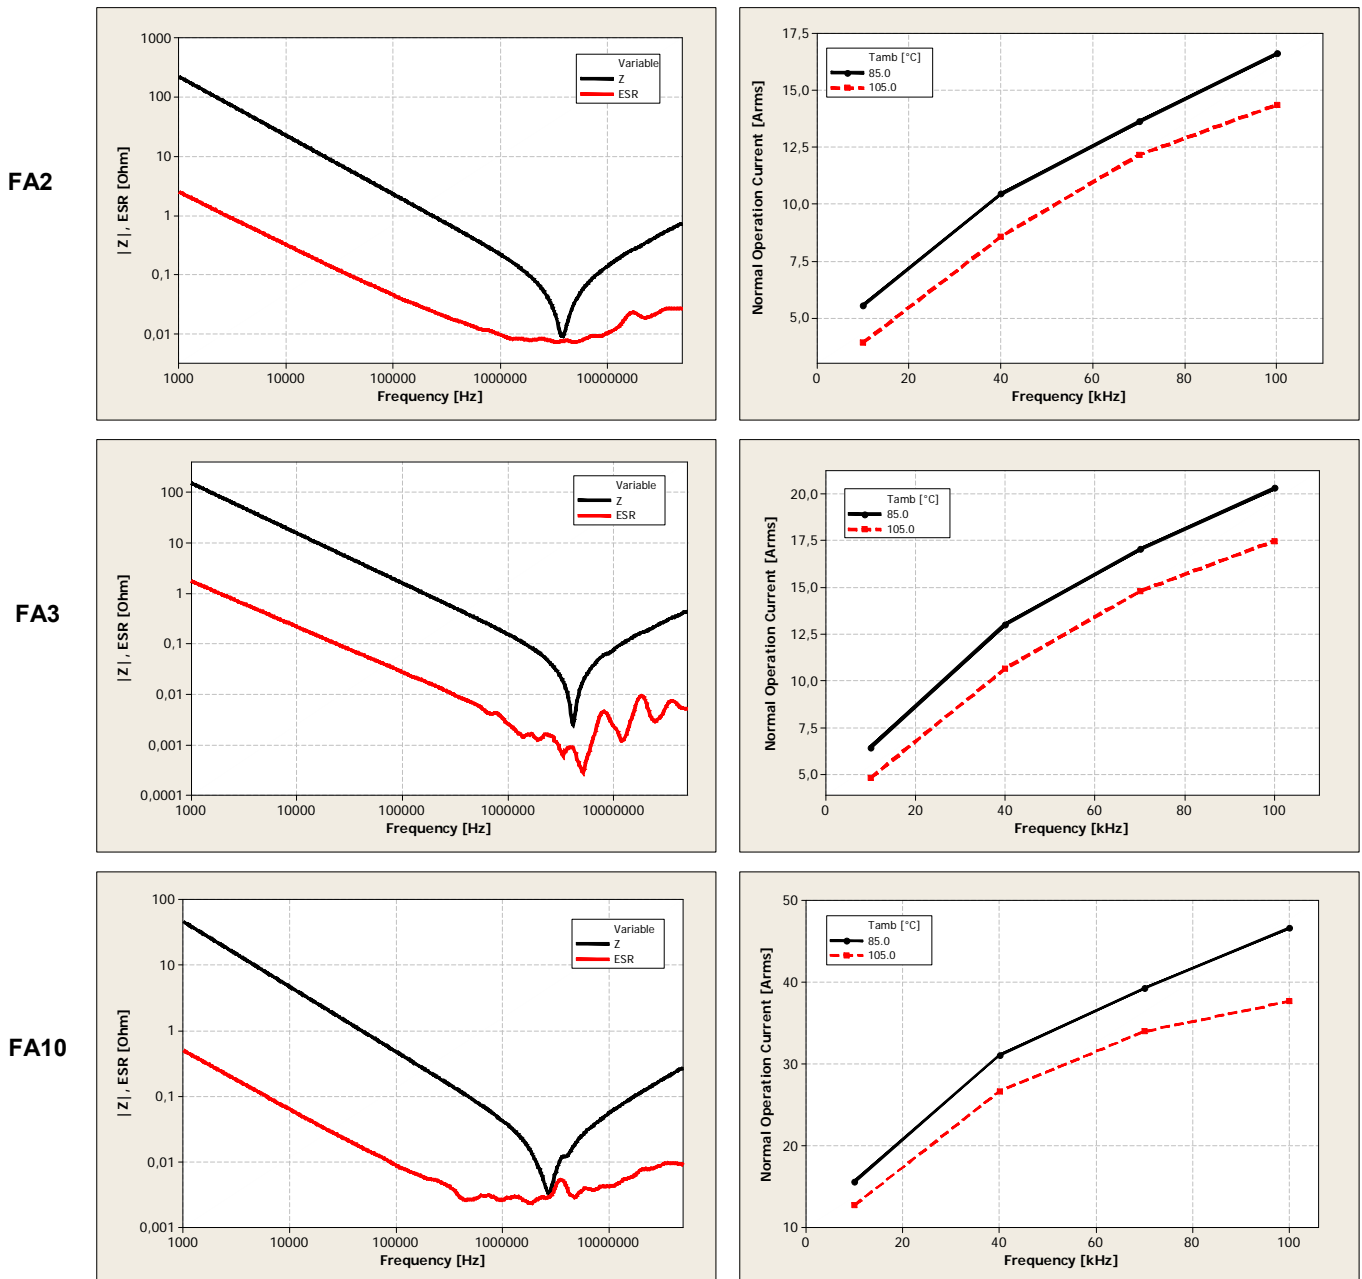 FA2
1000
100
10
1
0,1
0,01
|Z|, ESR [Ohm]
Variable
Z
ESR
1000
10000
100000
1000000
10000000
Frequency [Hz]
17,5
15,0
12,5
10,0
7,5
5,0
Normal Operation Current [Arms]
Tamb [°C]
85.0
105.0
0
20
40
60
80
100
Frequency [kHz]
FA3
100
10
1
0,1
0,01
0,001
0,0001
|Z|, ESR [Ohm]
Variable
Z
ESR
1000
10000
100000
1000000
10000000
Frequency [Hz]
20,0
17,5
15,0
12,5
10,0
7,5
5,0
Normal Operation Current [Arms]
Tamb [°C]
85.0
105.0
0
20
40
60
80
100
Frequency [kHz]
FA10
100
10
1
0,1
0,01
0,001
|Z|, ESR [Ohm]
Variable
Z
ESR
1000
10000
100000
1000000
10000000
Frequency [Hz]
50
40
30
20
10
Normal Operation Current [Arms]
Tamb [°C]
85.0
105.0
0
20
40
60
80
100
Frequency [kHz]